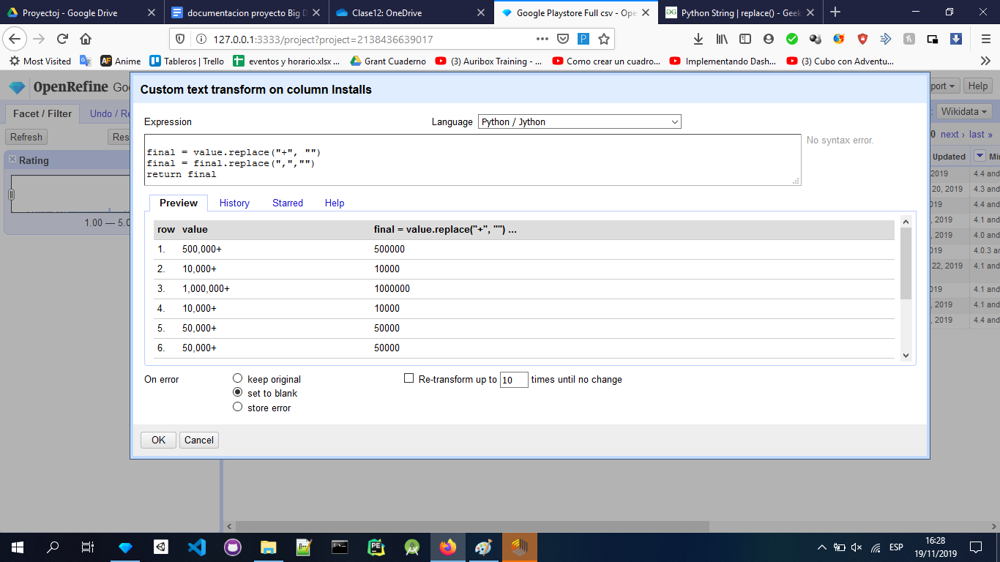 Proyectoj - Google Drive
documentacion proyecto Big D
Clase12: OneDrive
Google Playstore Full csv - Ope
Python String | replace() - Geek
127.0.0.1:3333/project?project=2138436639017
Most Visited
Anime
Tableros | Trello
eventos y horario.xlsx ...
Grant Cuaderno
(3) Auribox Training - ...
Como crear un cuadro...
Implementando Dash...
(3) Cubo con Adventu...
OpenRefine Goo
port
Help
Custom text transform on column Installs
Facet / Filter
Undo / Re
Wikidata
Expression
Language
Python / Jython
Refresh
Res
0 next › last »
No syntax error.
final = value.replace("+", "")
final = final.replace(",","")
return final
Rating
1.00 — 5.0
Updated
Min
2019
4.4 and
20, 2019
4.3 and
019
4.4 and
, 2019
4.1 and
, 2019
4.0 and
019
4.0.3 an
22, 2019
4.1 and
019
4.1 and
, 2019
4.1 and
, 2019
4.4 and
Preview
History
Starred
Help
row
value
final = value.replace("+", "") ...
1.
500,000+
500000
2.
10,000+
10000
3.
1,000,000+
1000000
4.
10,000+
10000
5.
50,000+
50000
6.
50,000+
50000
On error
keep original
set to blank
store error
Re-transform up to
10
times until no change
OK
Cancel
ESP
16:28
19/11/2019